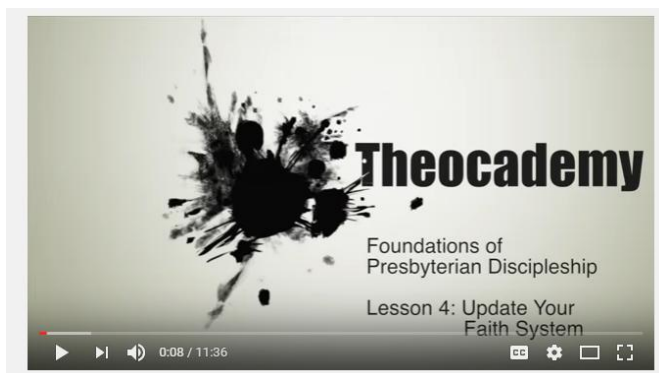 Theocademy
Foundations of
Presbyterian Discipleship
Lesson 4: Update Your
Faith System
0:08 / 11:36
CC